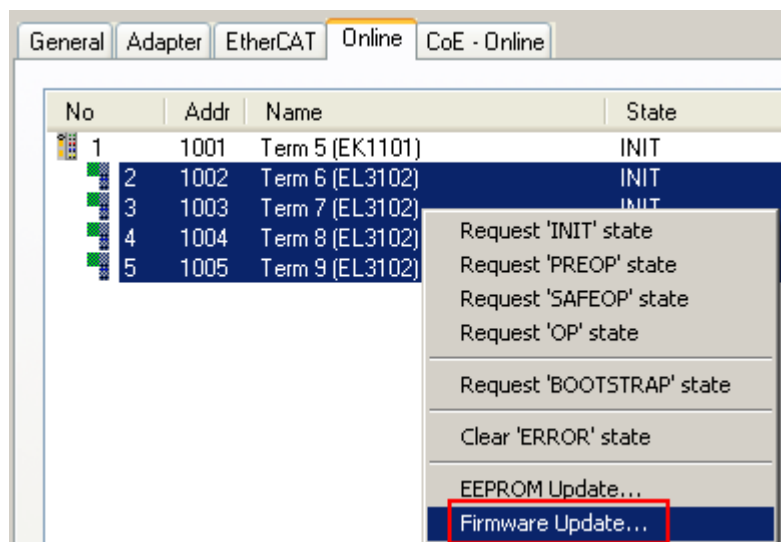 General Adapter EtherCAT Online CoE - Online
No Addr Name State
1 1001 Term 5 (EK1101) INIT
2 1002 Term 6 (EL3102) INIT
3 1003 Term 7 (EL3102) INIT
4 1004 Term 8 (EL3102)
5 1005 Term 9 (EL3102)
Request 'INIT' state
Request 'PREOP' state
Request 'SAFEOP' state
Request 'OP' state
Request 'BOOTSTRAP' state
Clear 'ERROR' state
EEPROM Update...
Firmware Update...